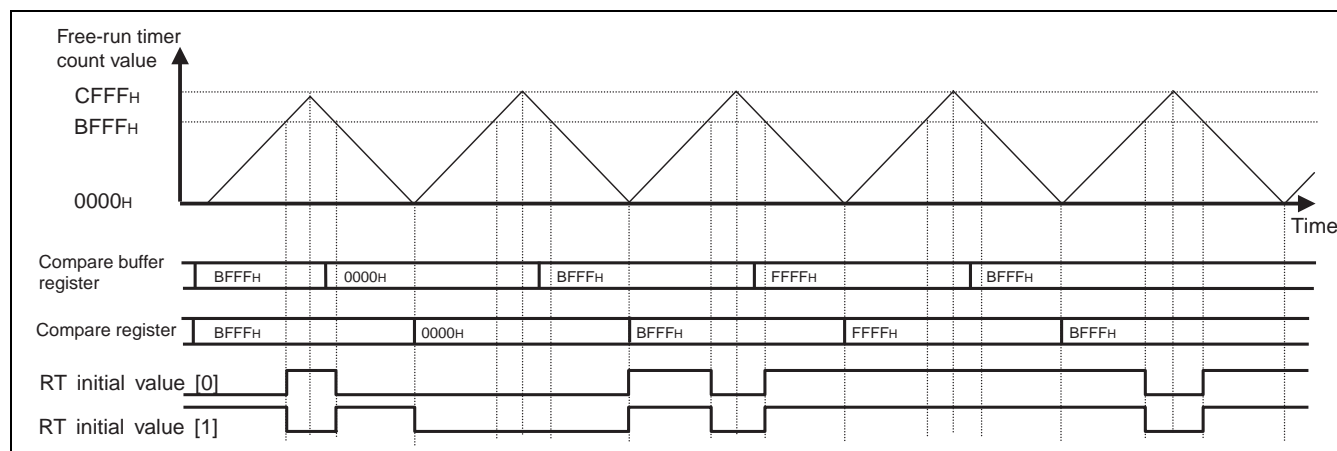 Free-run timer
count value
CFFFH
BFFFH
0000H
Time
Compare buffer
register
BFFFH 0000H BFFFH FFFFH BFFFH
Compare register
BFFFH 0000H BFFFH FFFFH BFFFH
RT initial value [0]
RT initial value [1]